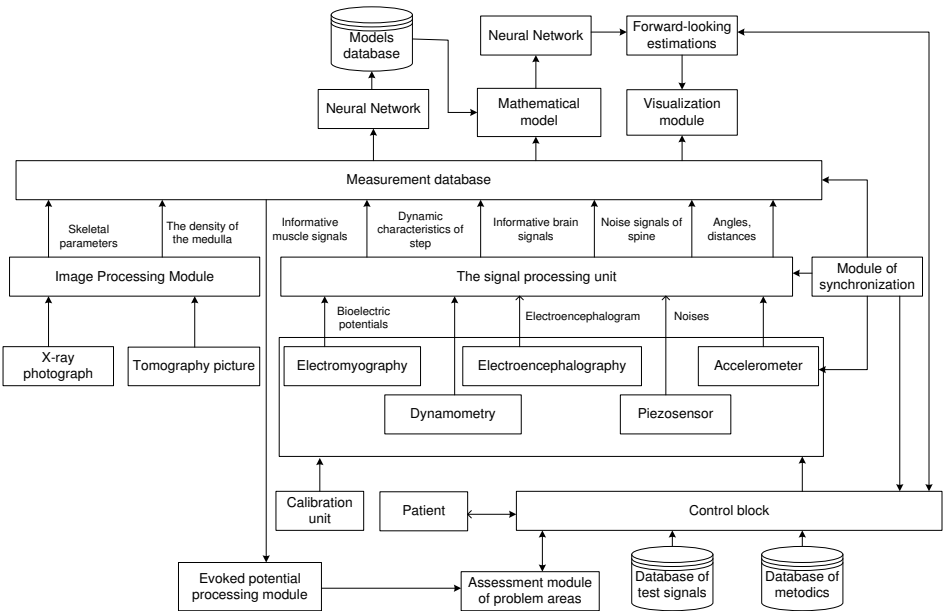 Models
database
Neural Network
Forward-looking
estimations
Neural Network
Mathematical
model
Visualization
module
Measurement database
Skeletal
parameters
The density of
the medulla
Informative
muscle signals
Dynamic
characteristics of
step
Informative brain
signals
Noise signals of
spine
Angles,
distances
Image Processing Module
The signal processing unit
Module of
synchronization
Bioelectric
potentials
Electroencephalogram
Noises
X-ray
photograph
Tomography picture
Electromyography
Electroencephalography
Accelerometer
Dynamometry
Piezosensor
Calibration
unit
Patient
Control block
Evoked potential
processing module
Assessment module
of problem areas
Database of
test signals
Database of
metodics